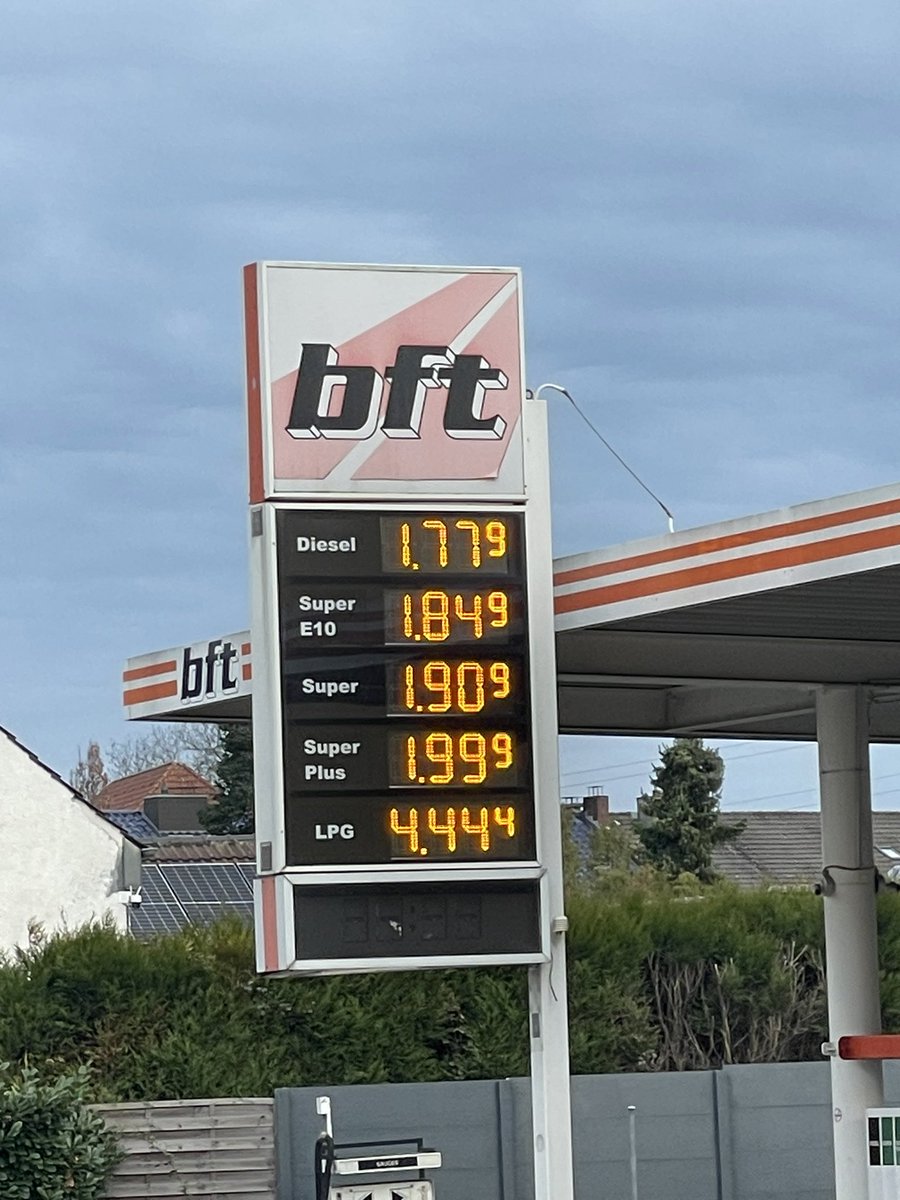 bft
Diesel 1.779
Super
E10 1.849
Super 1.909
Super
Plus 1.999
LPG 4.444
bft